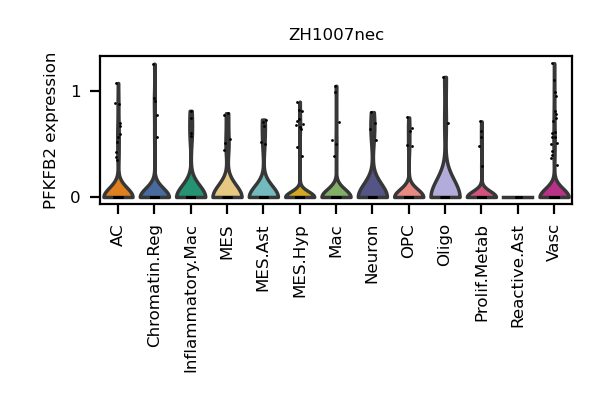 ZH1007nec
PFKFB2 expression
1
0
AC
Chromatin.Reg
Inflammatory.Mac
MES
MES.Ast
MES.Hyp
Mac
Neuron
OPC
Oligo
Prolif.Metab
Reactive.Ast
Vasc